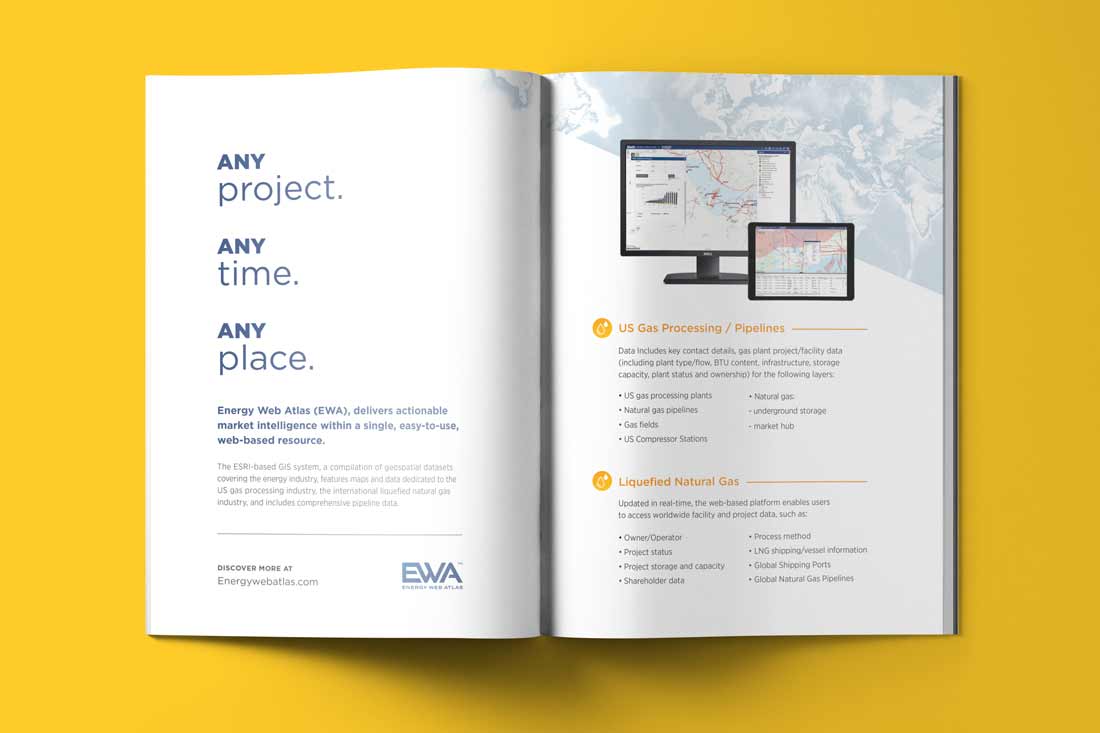 ANY
project.
ANY
time.
ANY
place.
Energy Web Atlas (EWA), delivers actionable
market intelligence within a single, easy-to-use,
web-based resource.
The ESRI-based GIS system, a compilation of geospatial datasets
covering the energy industry, features maps and data dedicated to the
US gas processing industry, the international liquefied natural gas
industry, and includes comprehensive pipeline data.
DISCOVER MORE AT
Energywebatlas.com
EWA
ENERGY WEB ATLAS
DELL
US Gas Processing / Pipelines
Data Includes key contact details, gas plant project/facility data
(including plant type/flow, BTU content, infrastructure, storage
capacity, plant status and ownership) for the following layers:
• US gas processing plants
• Natural gas pipelines
• Gas fields
• US Compressor Stations
• Natural gas:
- underground storage
- market hub
Liquefied Natural Gas
Updated in real-time, the web-based platform enables users
to access worldwide facility and project data, such as:
• Owner/Operator
• Project status
• Project storage and capacity
• Shareholder data
• Process method
• LNG shipping/vessel information
• Global Shipping Ports
• Global Natural Gas Pipelines